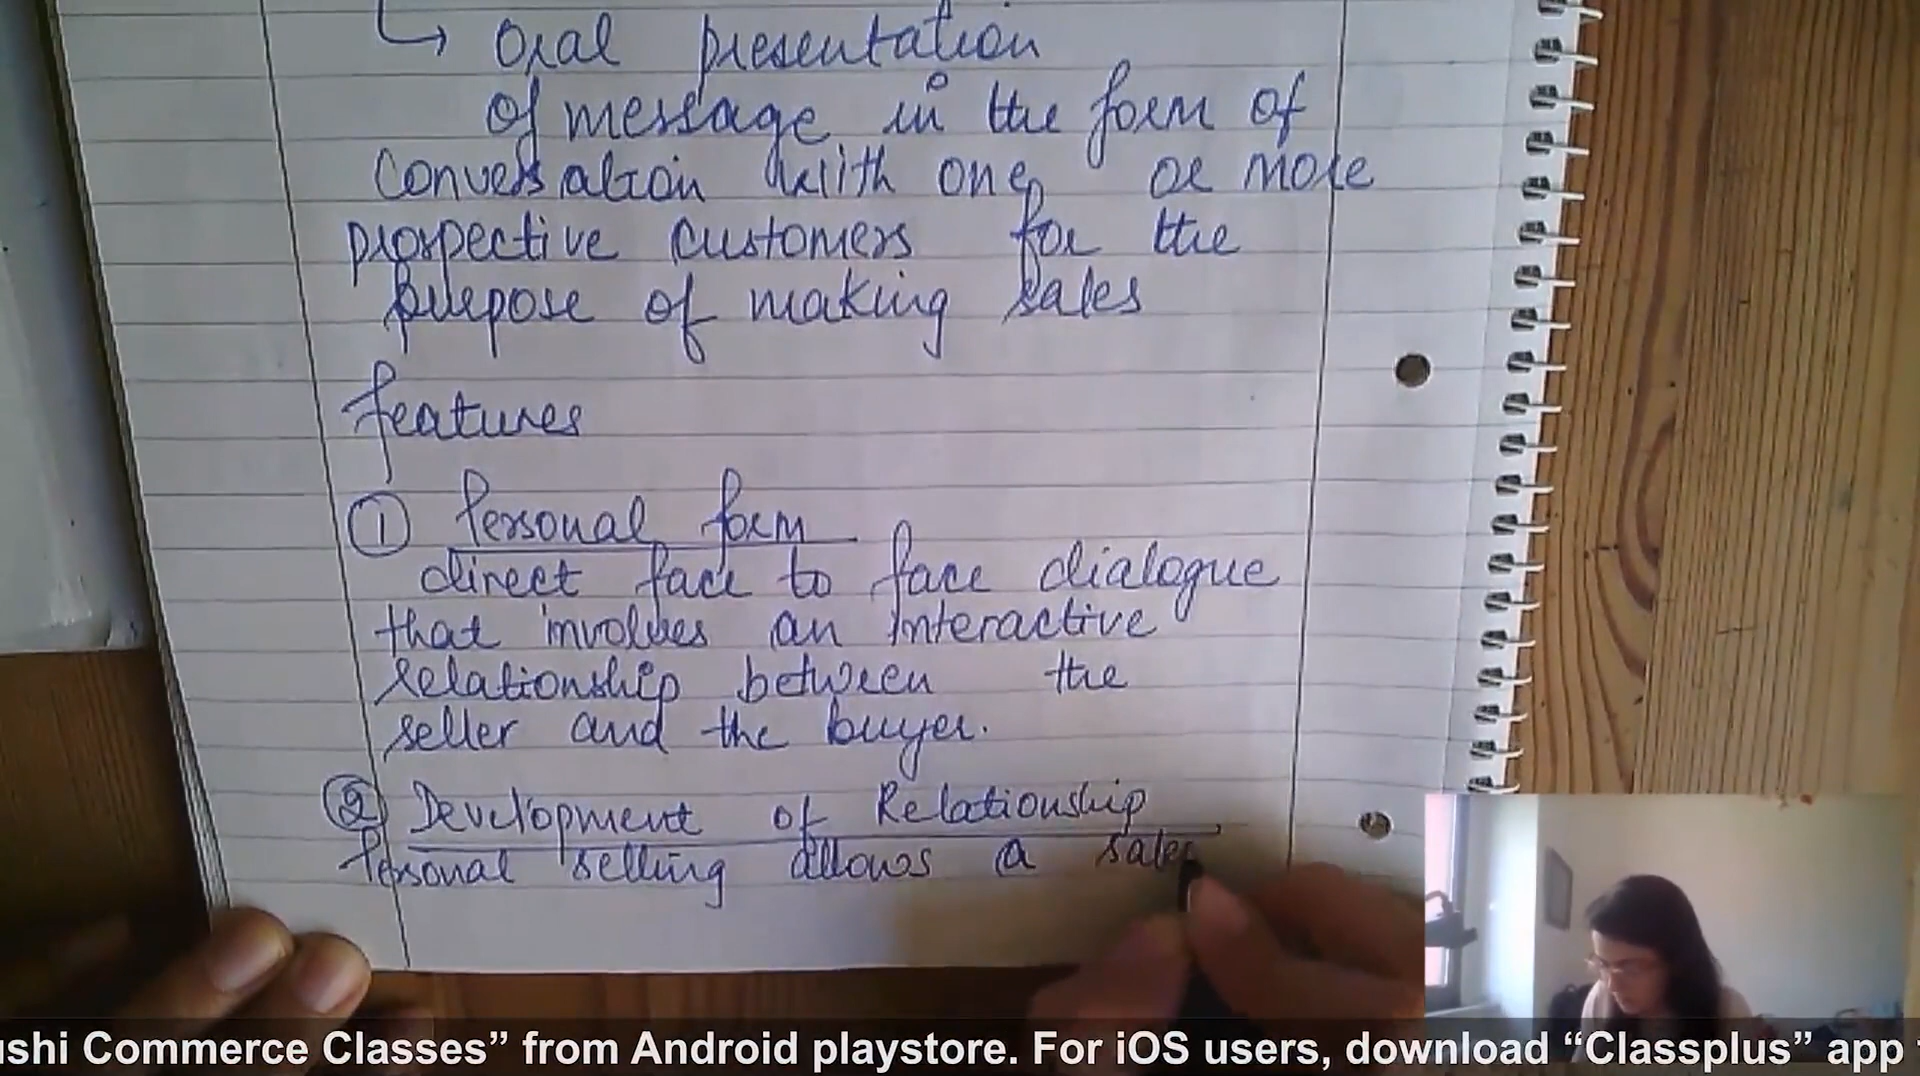 ↳ Oral presentation
of message in the form of
conversation with one or more
prospective customers for the
purpose of making sales
features
① Personal form
direct face to face dialogue
that involves an interactive
relationship between the
seller and the buyer.
② Development of Relationship
Personal selling allows a sales
ushi Commerce Classes” from Android playstore. For iOS users, download “Classplus” app